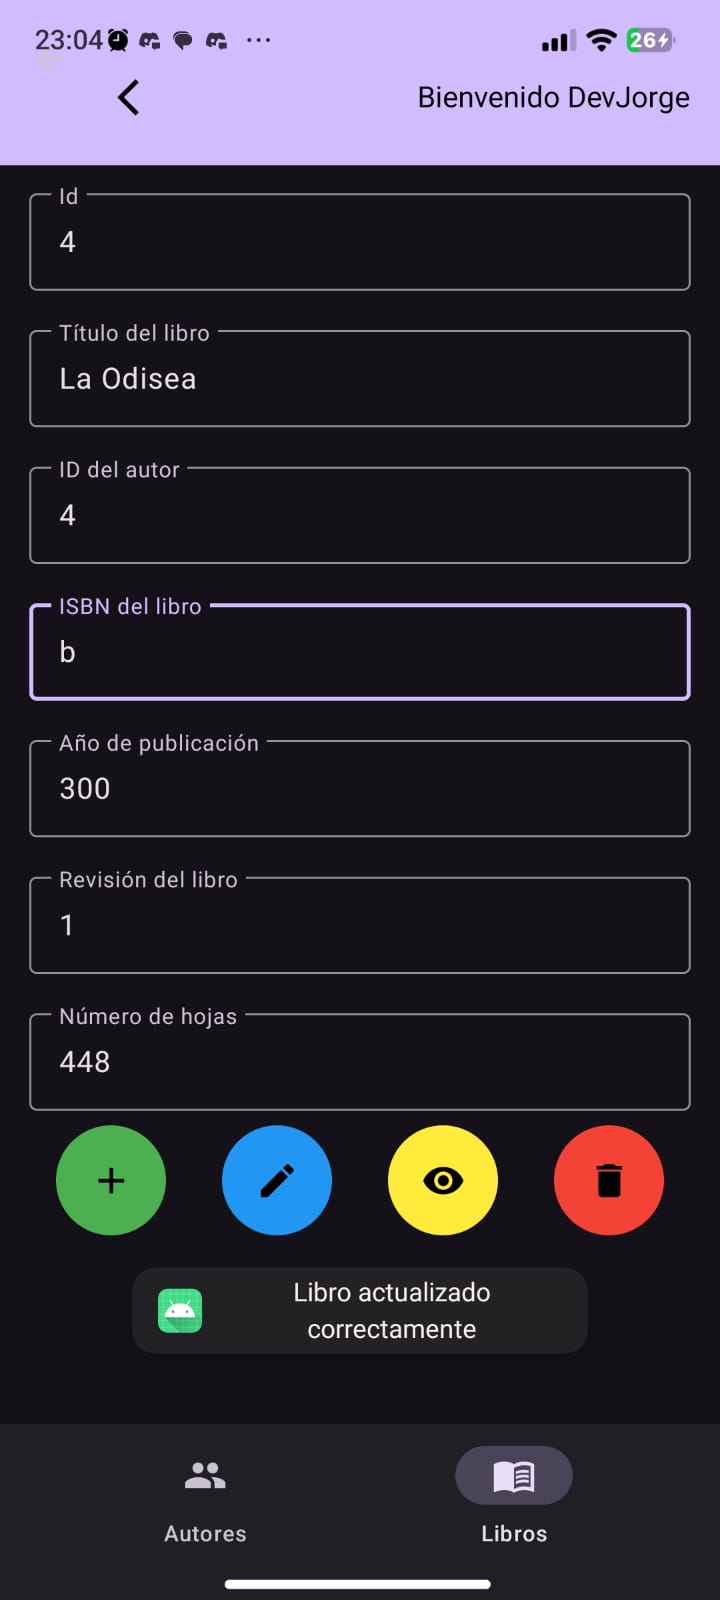 23:04
26
Bienvenido DevJorge
Id
4
Título del libro
La Odisea
ID del autor
4
ISBN del libro
b
Año de publicación
300
Revisión del libro
1
Número de hojas
448
Libro actualizado
correctamente
Autores
Libros